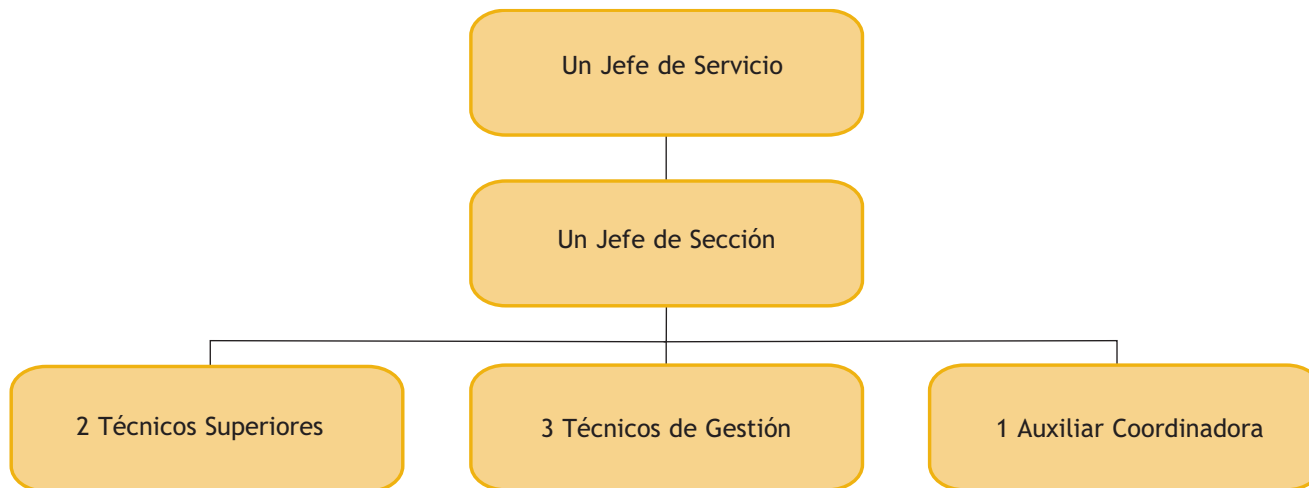 Un Jefe de Servicio
Un Jefe de Sección
2 Técnicos Superiores
3 Técnicos de Gestión
1 Auxiliar Coordinadora